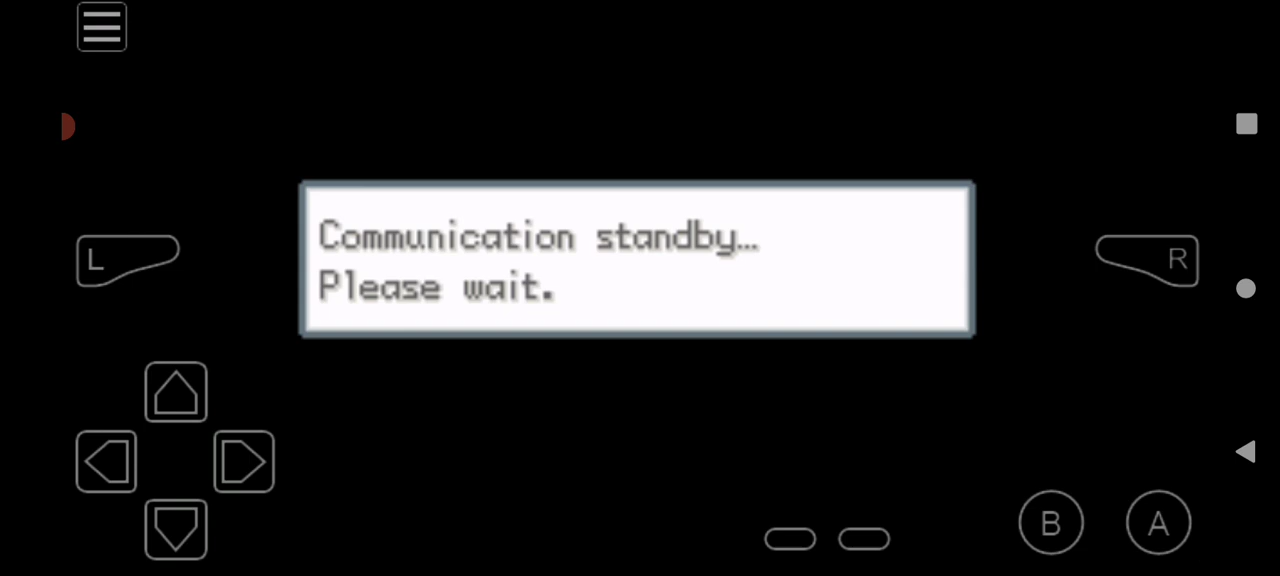 L
Communication standby…
Please wait.
R
B
A